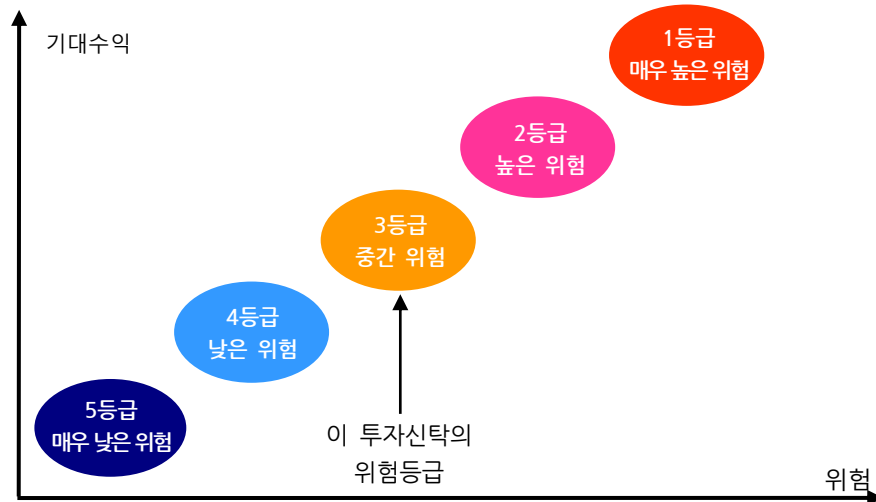 기대수익
1등급
매우 높은 위험
2등급
높은 위험
3등급
중간 위험
4등급
낮은 위험
5등급
매우 낮은 위험
이 투자신탁의
위험등급
위험